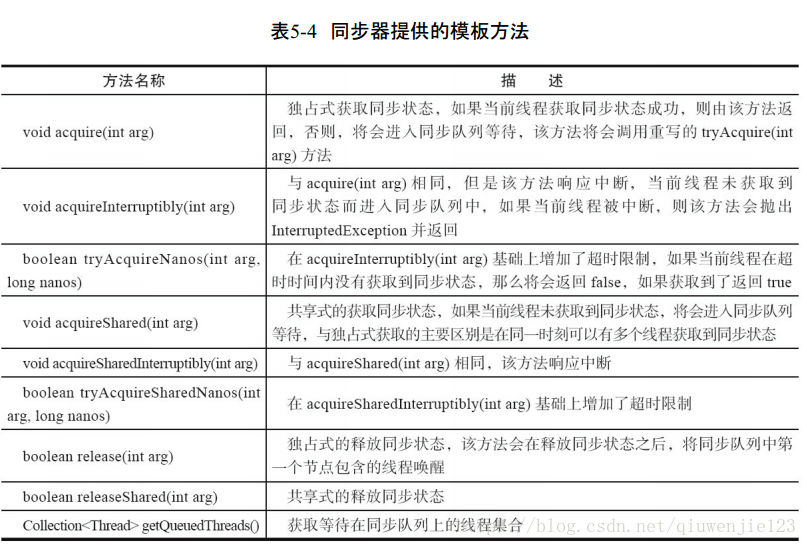 表5-4 同步器提供的模板方法
方法名称
描 述
void acquire(int arg)
独占式获取同步状态，如果当前线程获取同步状态成功，则由该方法返
回，否则，将会进入同步队列等待，该方法将会调用重写的 tryAcquire(int
arg) 方法
void acquireInterruptibly(int arg)
与 acquire(int arg) 相同，但是该方法响应中断，当前线程未获取到
同步状态而进入同步队列中，如果当前线程被中断，则该方法会抛出
InterruptedException 并返回
boolean tryAcquireNanos(int arg,
long nanos)
在 acquireInterruptibly(int arg) 基础上增加了超时限制，如果当前线程在超
时时间内没有获取到同步状态，那么将会返回 false，如果获取到了返回 true
void acquireShared(int arg)
共享式的获取同步状态，如果当前线程未获取到同步状态，将会进入同步队列
等待，与独占式获取的主要区别是在同一时刻可以有多个线程获取到同步状态
void acquireSharedInterruptibly(int arg)
与 acquireShared(int arg) 相同，该方法响应中断
boolean tryAcquireSharedNanos(int
arg, long nanos)
在 acquireSharedInterruptibly(int arg) 基础上增加了超时限制
boolean release(int arg)
独占式的释放同步状态，该方法会在释放同步状态之后，将同步队列中第
一个节点包含的线程唤醒
boolean releaseShared(int arg)
共享式的释放同步状态
Collection<Thread> getQueuedThreads()
获取等待在同步队列上的线程集合
blog.csdn.net/qiuwenjie123